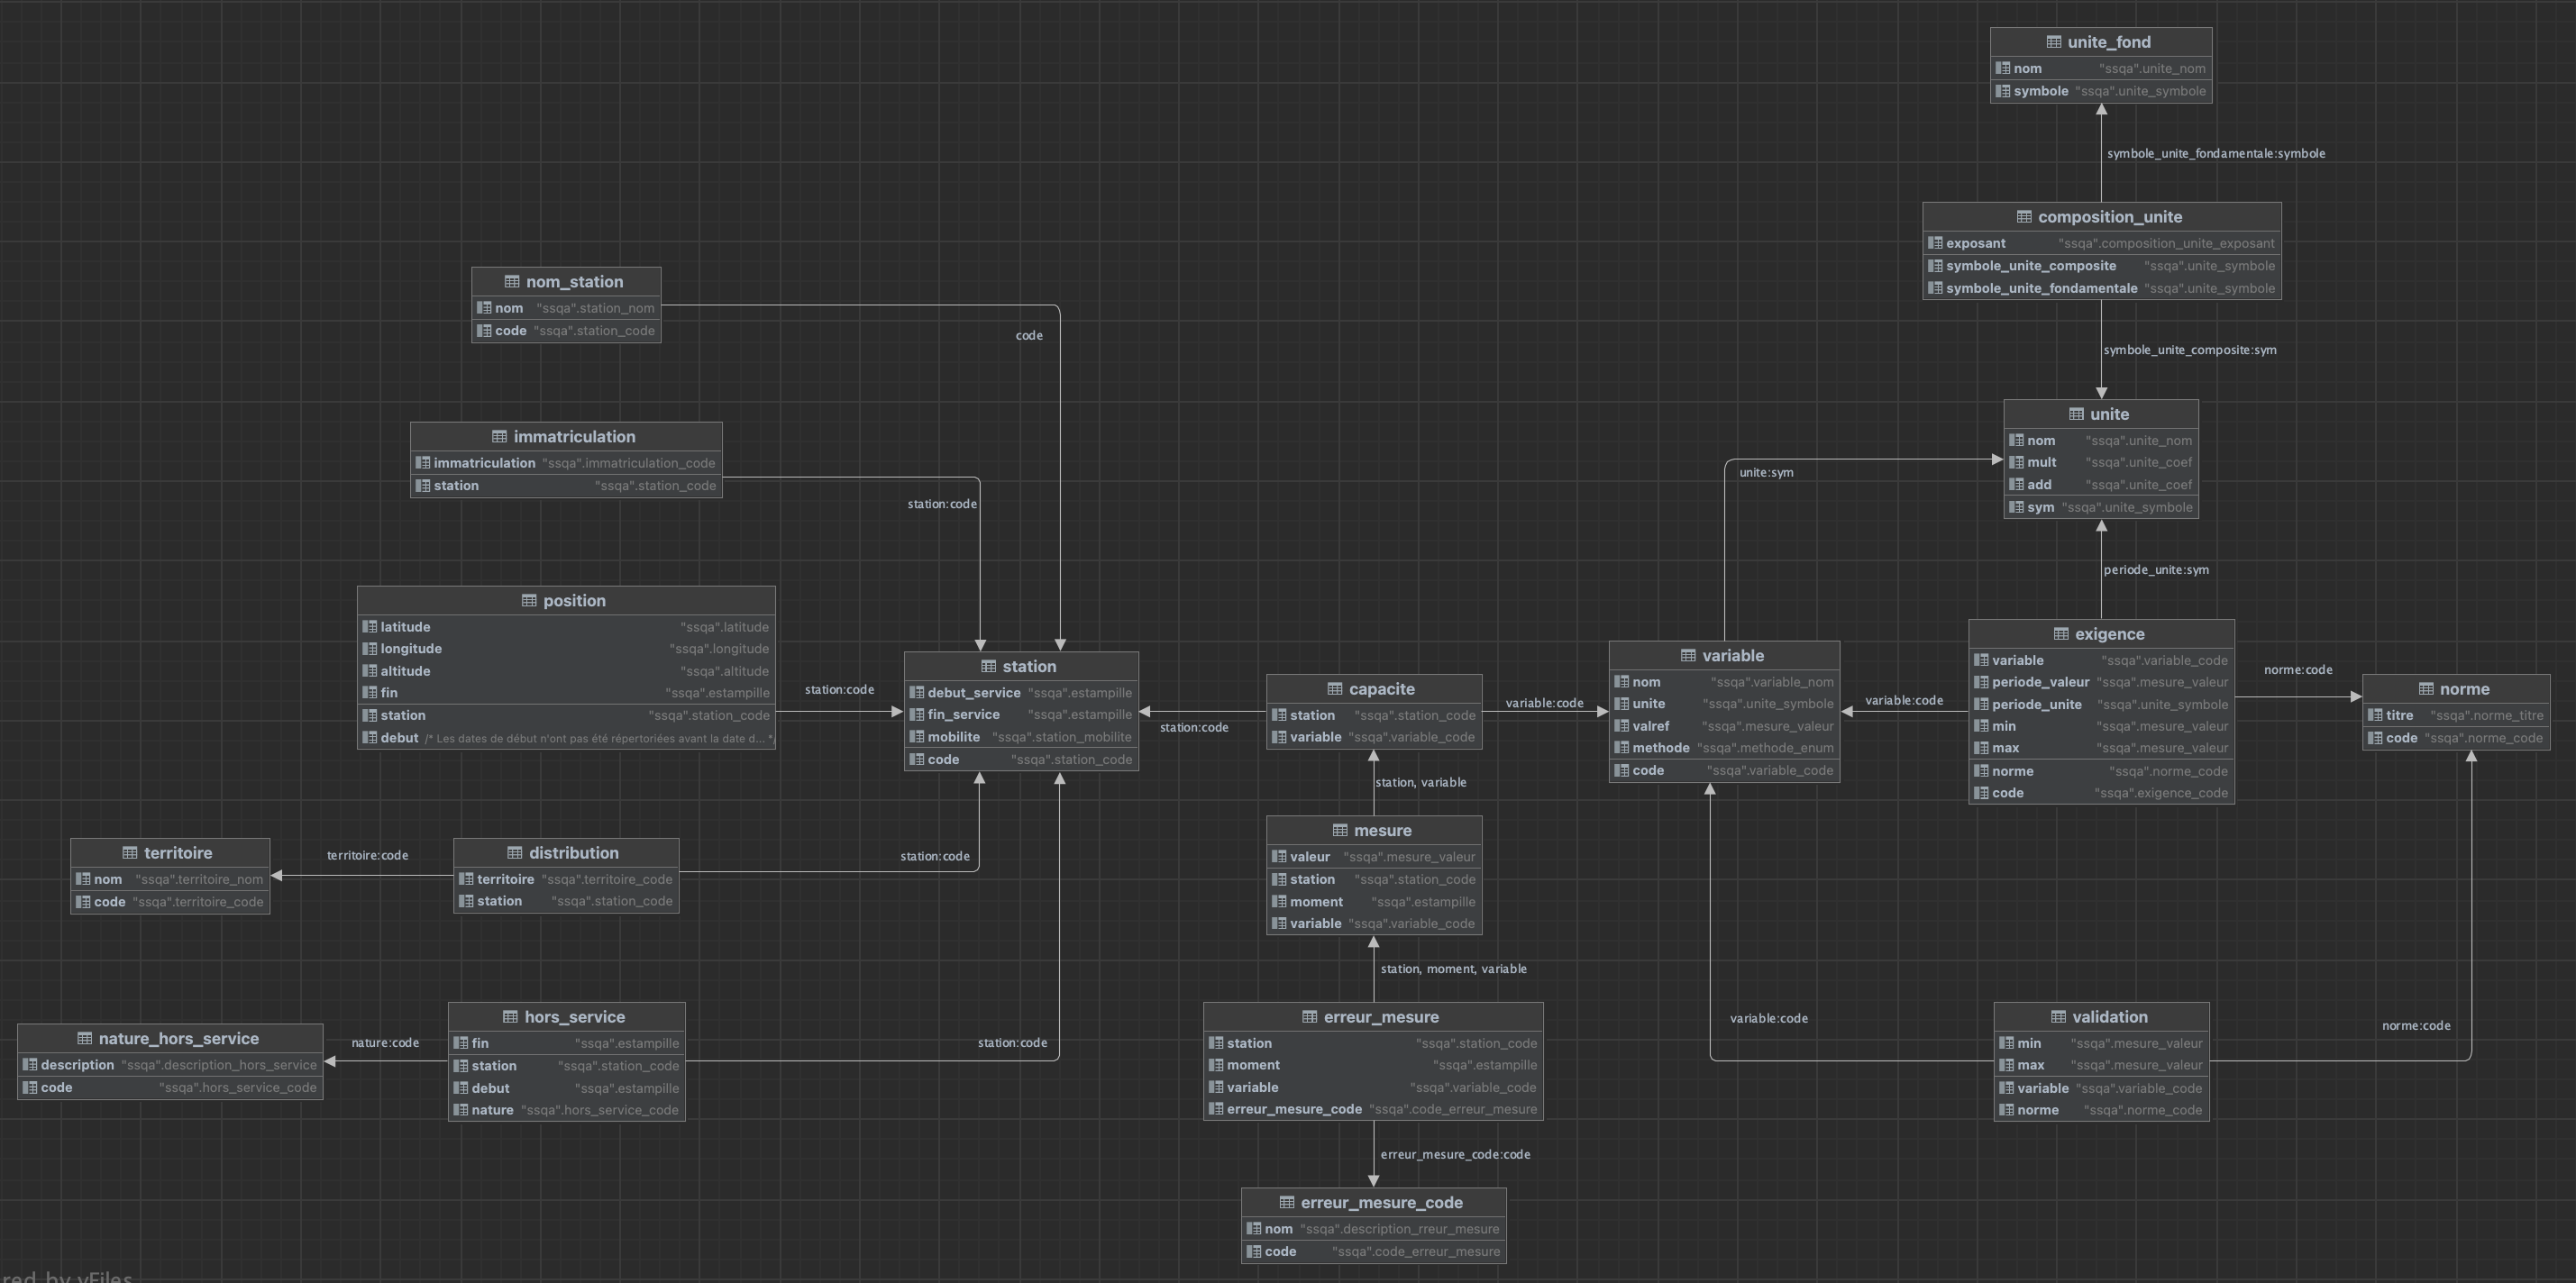 unite_fond
nom "ssqa".unite_nom
symbole "ssqa".unite_symbole
symbole_unite_fondamentale:symbole
composition_unite
exposant "ssqa".composition_unite_exposant
symbole_unite_composite "ssqa".unite_symbole
symbole_unite_fondamentale "ssqa".unite_symbole
symbole_unite_composite:sym
nom_station
nom "ssqa".station_nom
code "ssqa".station_code
code
unite
nom "ssqa".unite_nom
mult "ssqa".unite_coef
add "ssqa".unite_coef
sym "ssqa".unite_symbole
unite:sym
immatriculation
immatriculation "ssqa".immatriculation_code
station "ssqa".station_code
station:code
periode_unite:sym
position
latitude "ssqa".latitude
longitude "ssqa".longitude
altitude "ssqa".altitude
fin "ssqa".estampille
station "ssqa".station_code
debut /* Les dates de début n'ont pas été répertoriées avant la date d... */
station:code
station
debut_service "ssqa".estampille
fin_service "ssqa".estampille
mobilite "ssqa".station_mobilite
code "ssqa".station_code
station:code
capacite
station "ssqa".station_code
variable "ssqa".variable_code
variable:code
variable
nom "ssqa".variable_nom
unite "ssqa".unite_symbole
valref "ssqa".mesure_valeur
methode "ssqa".methode_enum
code "ssqa".variable_code
variable:code
exigence
variable "ssqa".variable_code
periode_valeur "ssqa".mesure_valeur
periode_unite "ssqa".unite_symbole
min "ssqa".mesure_valeur
max "ssqa".mesure_valeur
norme "ssqa".norme_code
code "ssqa".exigence_code
norme:code
norme
titre "ssqa".norme_titre
code "ssqa".norme_code
station, variable
territoire
nom "ssqa".territoire_nom
code "ssqa".territoire_code
territoire:code
distribution
territoire "ssqa".territoire_code
station "ssqa".station_code
station:code
mesure
valeur "ssqa".mesure_valeur
station "ssqa".station_code
moment "ssqa".estampille
variable "ssqa".variable_code
station, moment, variable
nature_hors_service
description "ssqa".description_hors_service
code "ssqa".hors_service_code
nature:code
hors_service
fin "ssqa".estampille
station "ssqa".station_code
debut "ssqa".estampille
nature "ssqa".hors_service_code
station:code
erreur_mesure
station "ssqa".station_code
moment "ssqa".estampille
variable "ssqa".variable_code
erreur_mesure_code "ssqa".code_erreur_mesure
variable:code
validation
min "ssqa".mesure_valeur
max "ssqa".mesure_valeur
variable "ssqa".variable_code
norme "ssqa".norme_code
norme:code
erreur_mesure_code:code
erreur_mesure_code
nom "ssqa".description_rreur_mesure
code "ssqa".code_erreur_mesure
red by yFiles